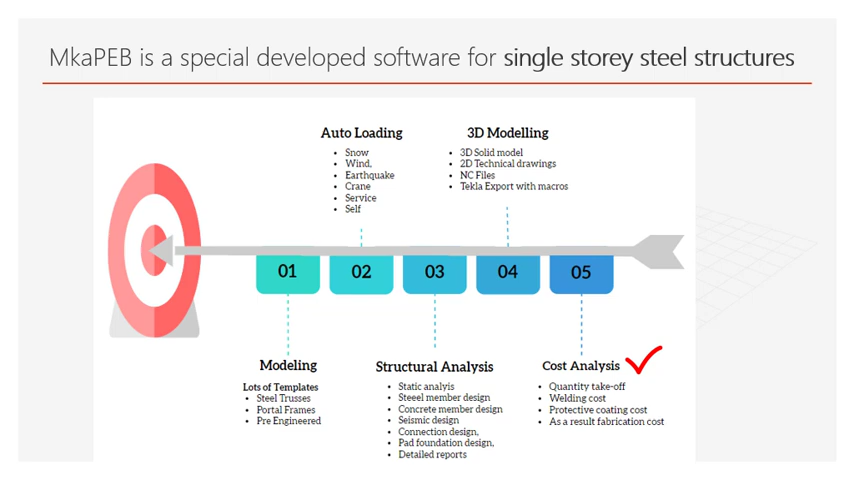 MkaPEB is a special developed software for single storey steel structures
Auto Loading
• Snow
• Wind,
• Earthquake
• Crane
• Service
• Self
3D Modelling
• 3D Solid model
• 2D Technical drawings
• NC Files
• Tekla Export with macros
01 02 03 04 05
Modeling
Lots of Templates
• Steel Trusses
• Portal Frames
• Pre Engineered
Structural Analysis
• Static analyis
• Steeel member design
• Concrete member design
• Seismic design
• Connection design,
• Pad foundation design,
• Detailed reports
Cost Analysis
• Quantity take-off
• Welding cost
• Protective coating cost
• As a result fabrication cost